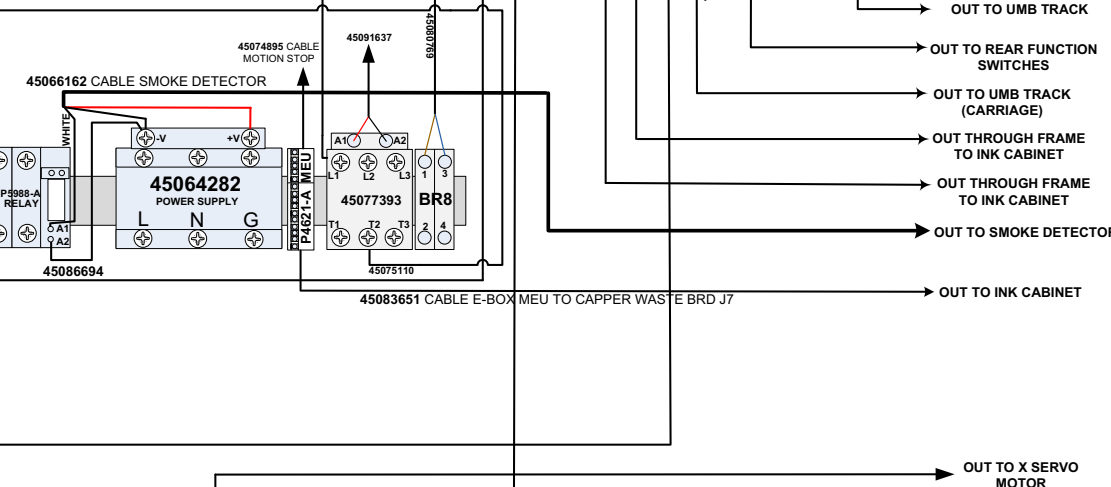 OUT TO UMB TRACK
45080769
45091637
45074895 CABLE
MOTION STOP
OUT TO REAR FUNCTION
SWITCHES
45066162 CABLE SMOKE DETECTOR
OUT TO UMB TRACK
(CARRIAGE)
WHITE
-V
+V
A1
A2
OUT THROUGH FRAME
TO INK CABINET
L1
L2
L3
1
3
P5988-A
RELAY
45064282
POWER SUPPLY
P4621-A MEU
45077393
BR8
OUT THROUGH FRAME
TO INK CABINET
L
N
G
T1
T2
T3
2
4
A1
A2
OUT TO SMOKE DETECTOR
45086694
45075110
45083651 CABLE E-BOX MEU TO CAPPER WASTE BRD J7
OUT TO INK CABINET
OUT TO X SERVO
MOTOR